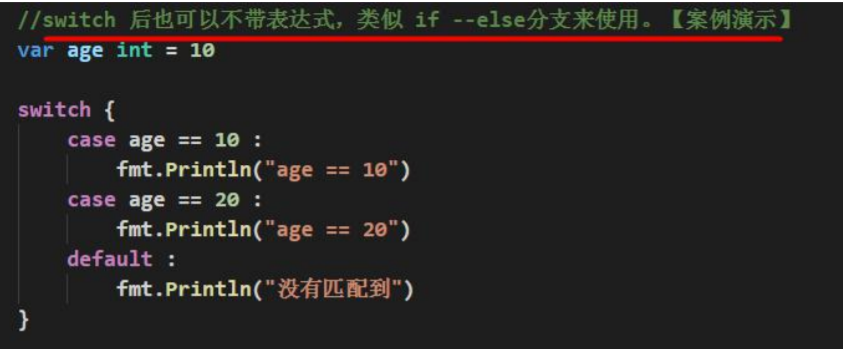 //switch 后也可以不带表达式，类似 if --else分支来使用。【案例演示】
var age int = 10
switch {
case age == 10 :
fmt.Println("age == 10")
case age == 20 :
fmt.Println("age == 20")
default :
fmt.Println("没有匹配到")
}